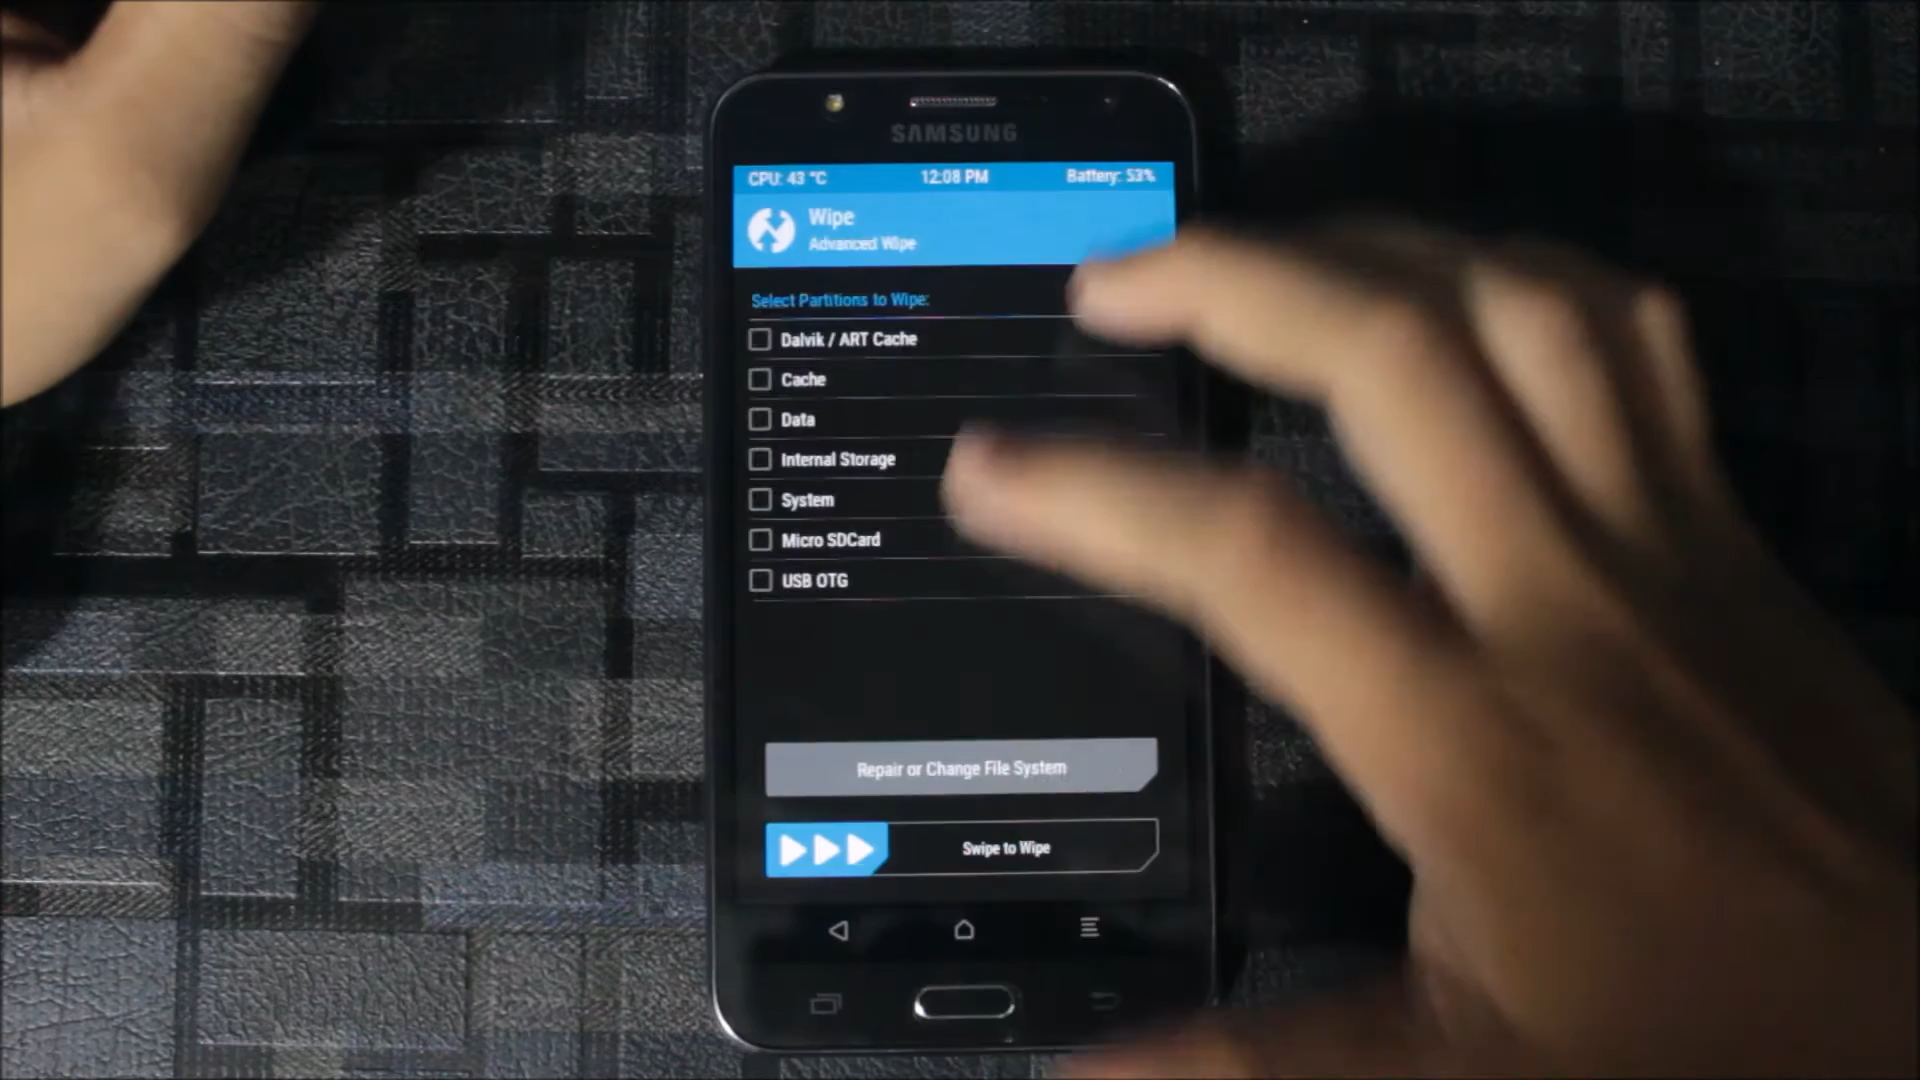 SAMSUNG
CPU: 43 °C 12:08 PM Battery: 53%
Wipe
Advanced Wipe
Select Partitions to Wipe:
Dalvik / ART Cache
Cache
Data
Internal Storage
System
Micro SDCard
USB OTG
Repair or Change File System
Swipe to Wipe